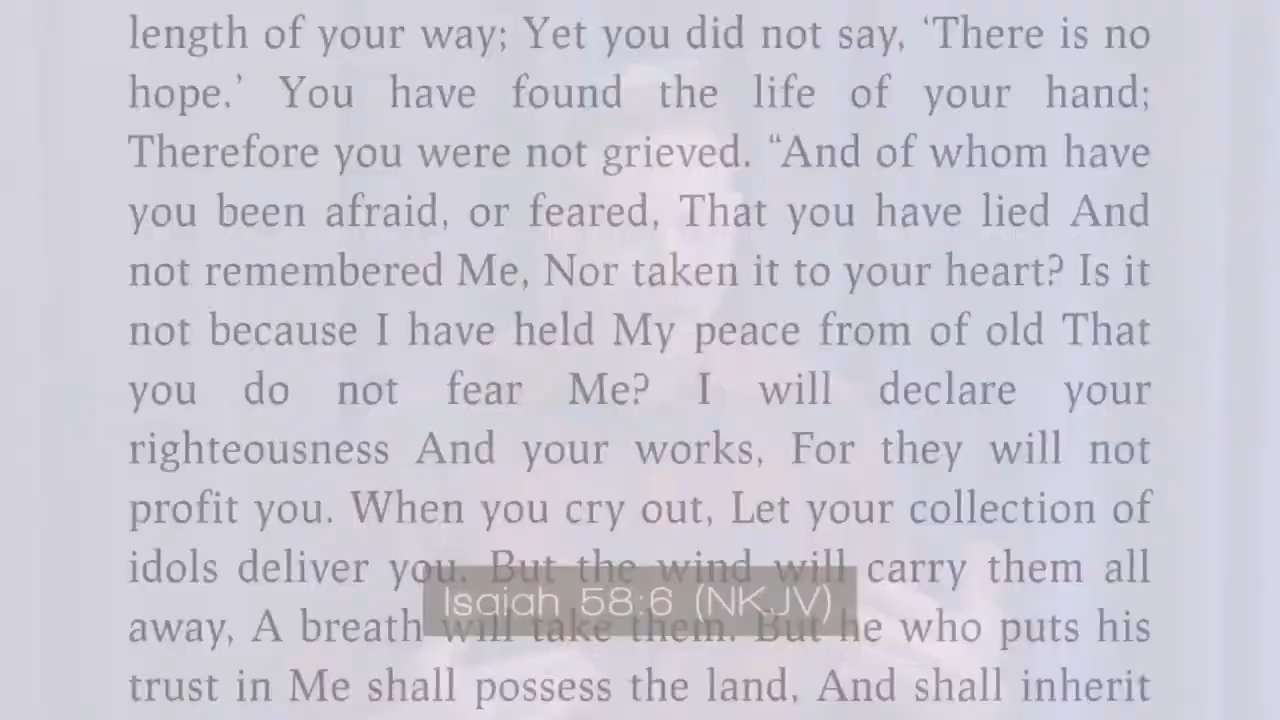 length of your way; Yet you did not say, ‘There is no
hope.’ You have found the life of your hand;
Therefore you were not grieved. “And of whom have
you been afraid, or feared, That you have lied And
not remembered Me, Nor taken it to your heart? Is it
not because I have held My peace from of old That
you do not fear Me? I will declare your
righteousness And your works, For they will not
profit you. When you cry out, Let your collection of
idols deliver you. But the wind will carry them all
Isaiah 58:6 (NKJV)
away, A breath will take them. But he who puts his
trust in Me shall possess the land, And shall inherit